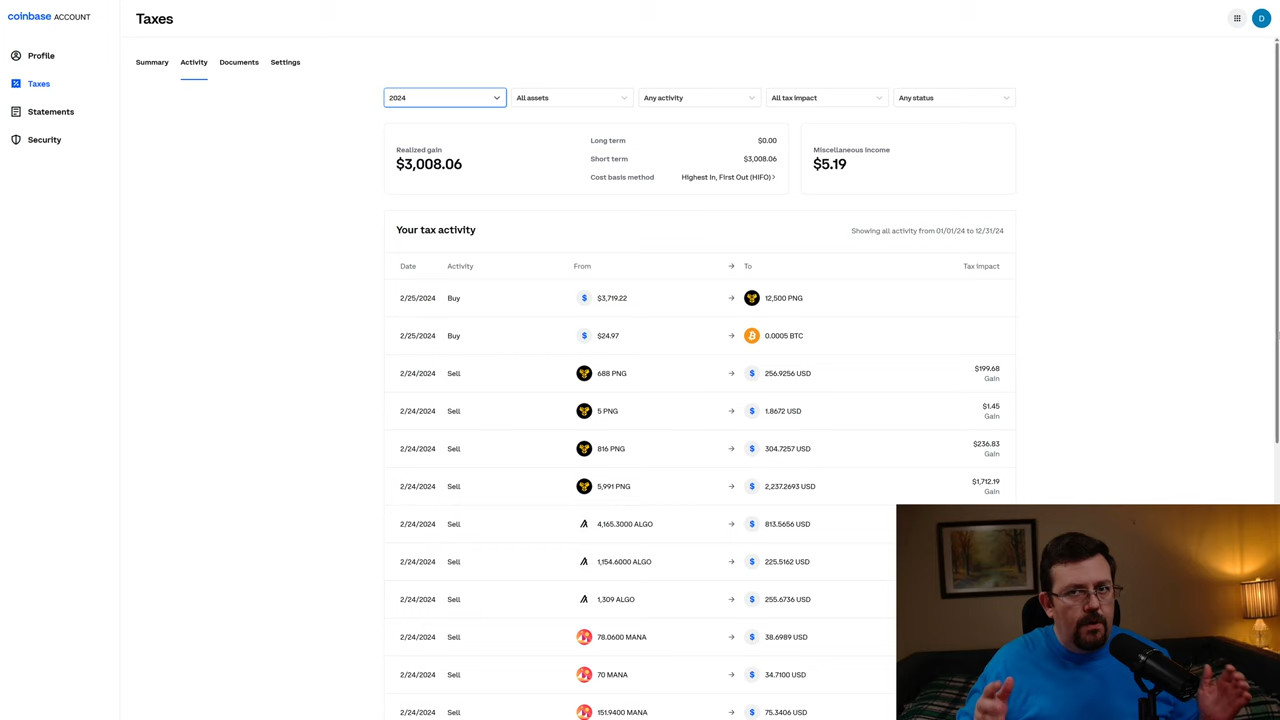 coinbase ACCOUNT
Taxes
D
Profile
Taxes
Statements
Security
Summary Activity Documents Settings
2024 All assets Any activity All tax impact Any status
Realized gain
$3,008.06
Long term $0.00
Short term $3,008.06
Cost basis method Highest In, First Out (HIFO)
Miscellaneous income
$5.19
Your tax activity Showing all activity from 01/01/24 to 12/31/24
Date Activity From → To Tax Impact
2/25/2024 Buy $ $3,719.22 → 12,500 PNG
2/25/2024 Buy $ $24.97 → 0.0005 BTC
2/24/2024 Sell 688 PNG → $ 256.9256 USD $199.68 Gain
2/24/2024 Sell 5 PNG → $ 1.8672 USD $1.45 Gain
2/24/2024 Sell 816 PNG → $ 304.7257 USD $236.83 Gain
2/24/2024 Sell 5,991 PNG → $ 2,237.2693 USD $1,712.19 Gain
2/24/2024 Sell 4,165.3000 ALGO → $ 813.5656 USD
2/24/2024 Sell 1,154.6000 ALGO → $ 225.5162 USD
2/24/2024 Sell 1,309 ALGO → $ 255.6736 USD
2/24/2024 Sell 78.0600 MANA → $ 38.6989 USD
2/24/2024 Sell 70 MANA → $ 34.7100 USD
2/24/2024 Sell 151.9400 MANA → $ 75.3406 USD